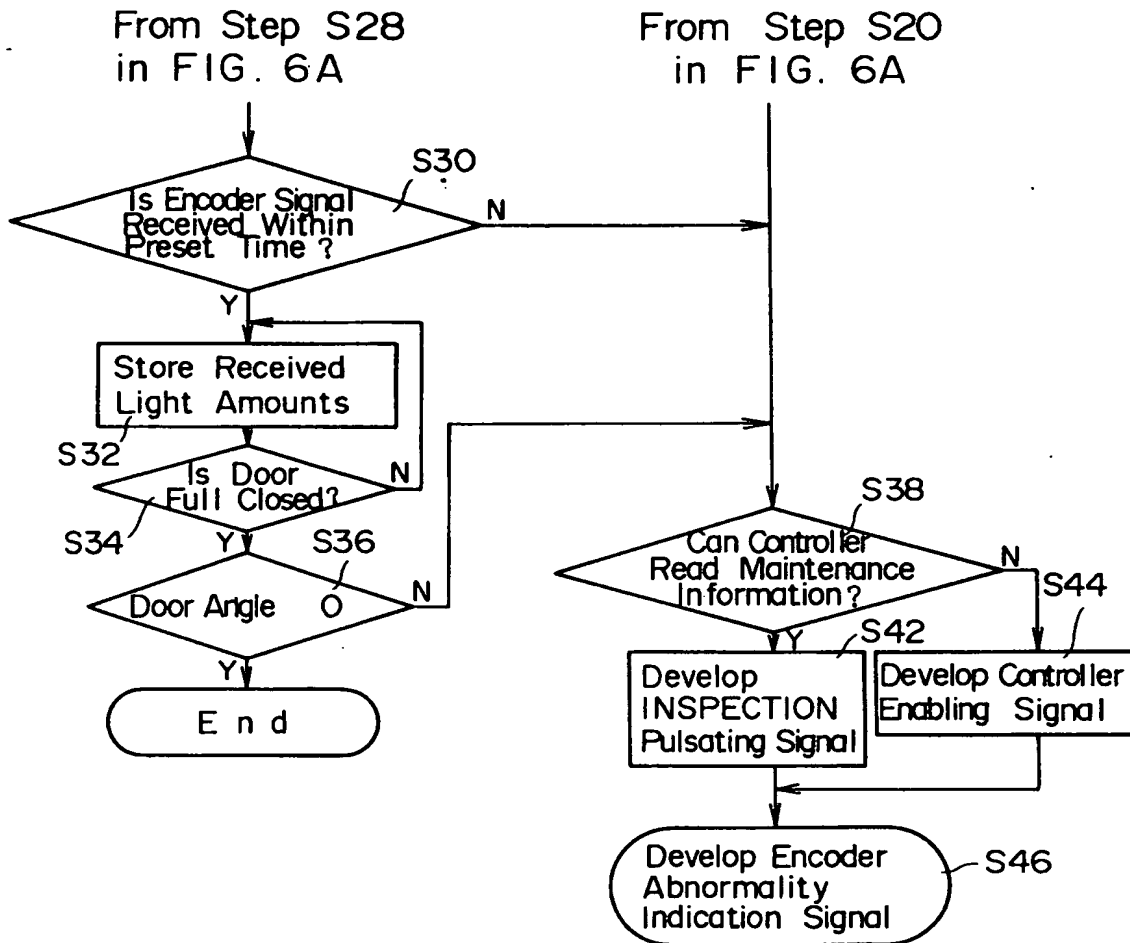 From Step S28
in FIG. 6A
From Step S20
in FIG. 6A
S30
Is Encoder Signal
Received Within
Preset Time?
N
Y
Store Received
Light Amounts
S32
Is Door
Full Closed?
N
S34
Y
S36
Door Angle O
N
Y
End
S38
Can Controller
Read Maintenance
Information?
N
S44
Y
S42
Develop
INSPECTION
Pulsating Signal
Develop Controller
Enabling Signal
Develop Encoder
Abnormality
Indication Signal
S46